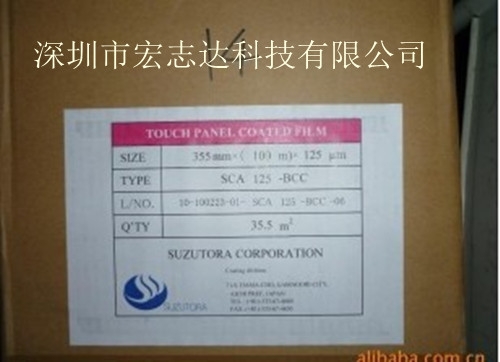 深圳市宏志达科技有限公司
TOUCH PANEL COATED FILM
SIZE 355mm×( 100 m)× 125 μm
TYPE SCA 125 -BCC
L/NO. 10-100223-01- SCA 125 -BCC -06
Q'TY 35.5 m²
SUZUTORA CORPORATION
Coating division
SUZUTORA
alibaba.com.cn